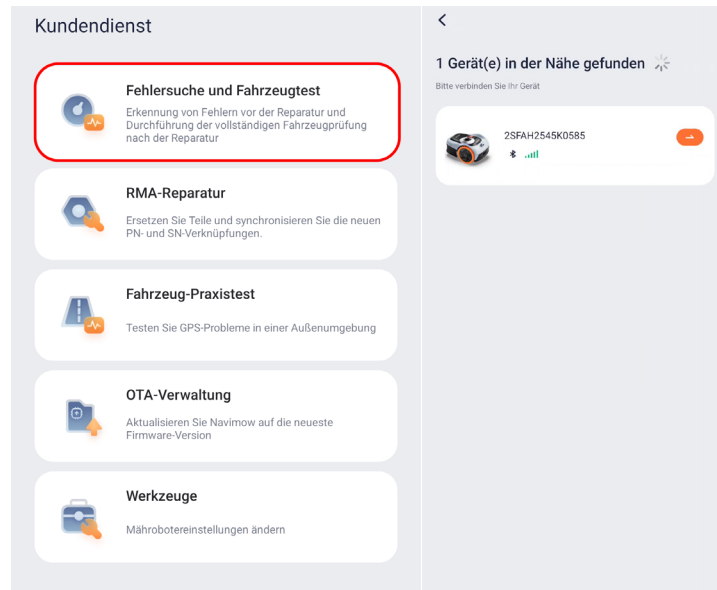 Kundendienst
Fehlersuche und Fahrzeugtest
Erkennung von Fehlern vor der Reparatur und
Durchführung der vollständigen Fahrzeugprüfung
nach der Reparatur
RMA-Reparatur
Ersetzen Sie Teile und synchronisieren Sie die neuen
PN- und SN-Verknüpfungen.
Fahrzeug-Praxistest
Testen Sie GPS-Probleme in einer Außenumgebung
OTA-Verwaltung
Aktualisieren Sie Navimow auf die neueste
Firmware-Version
Werkzeuge
Mährobotereinstellungen ändern
1 Gerät(e) in der Nähe gefunden
Bitte verbinden Sie Ihr Gerät
2SFAH2545K0585